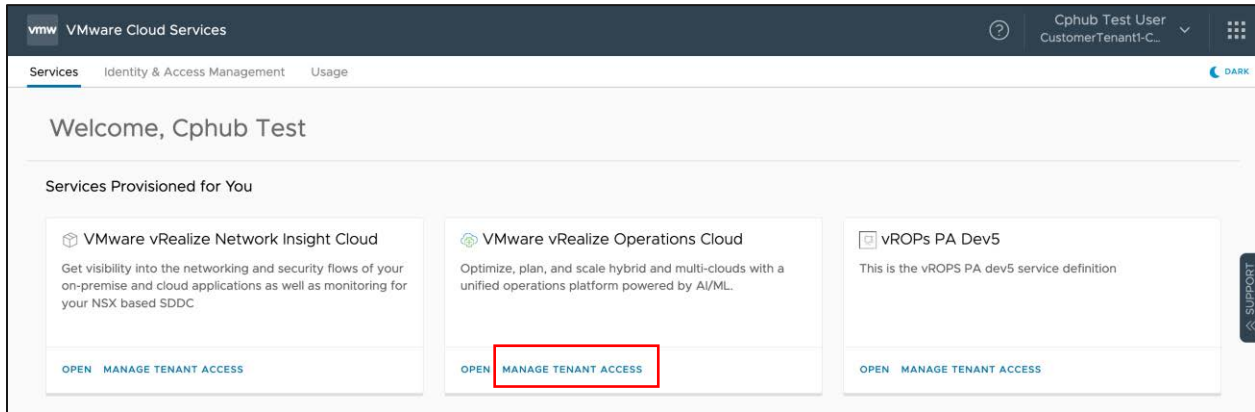 vmw VMware Cloud Services
Cphub Test User
CustomerTenant1-C...
Services Identity & Access Management Usage
DARK
Welcome, Cphub Test
Services Provisioned for You
VMware vRealize Network Insight Cloud
Get visibility into the networking and security flows of your
on-premise and cloud applications as well as monitoring for
your NSX based SDDC
OPEN MANAGE TENANT ACCESS
VMware vRealize Operations Cloud
Optimize, plan, and scale hybrid and multi-clouds with a
unified operations platform powered by AI/ML.
OPEN MANAGE TENANT ACCESS
vROPs PA Dev5
This is the vROPS PA dev5 service definition
OPEN MANAGE TENANT ACCESS
SUPPORT